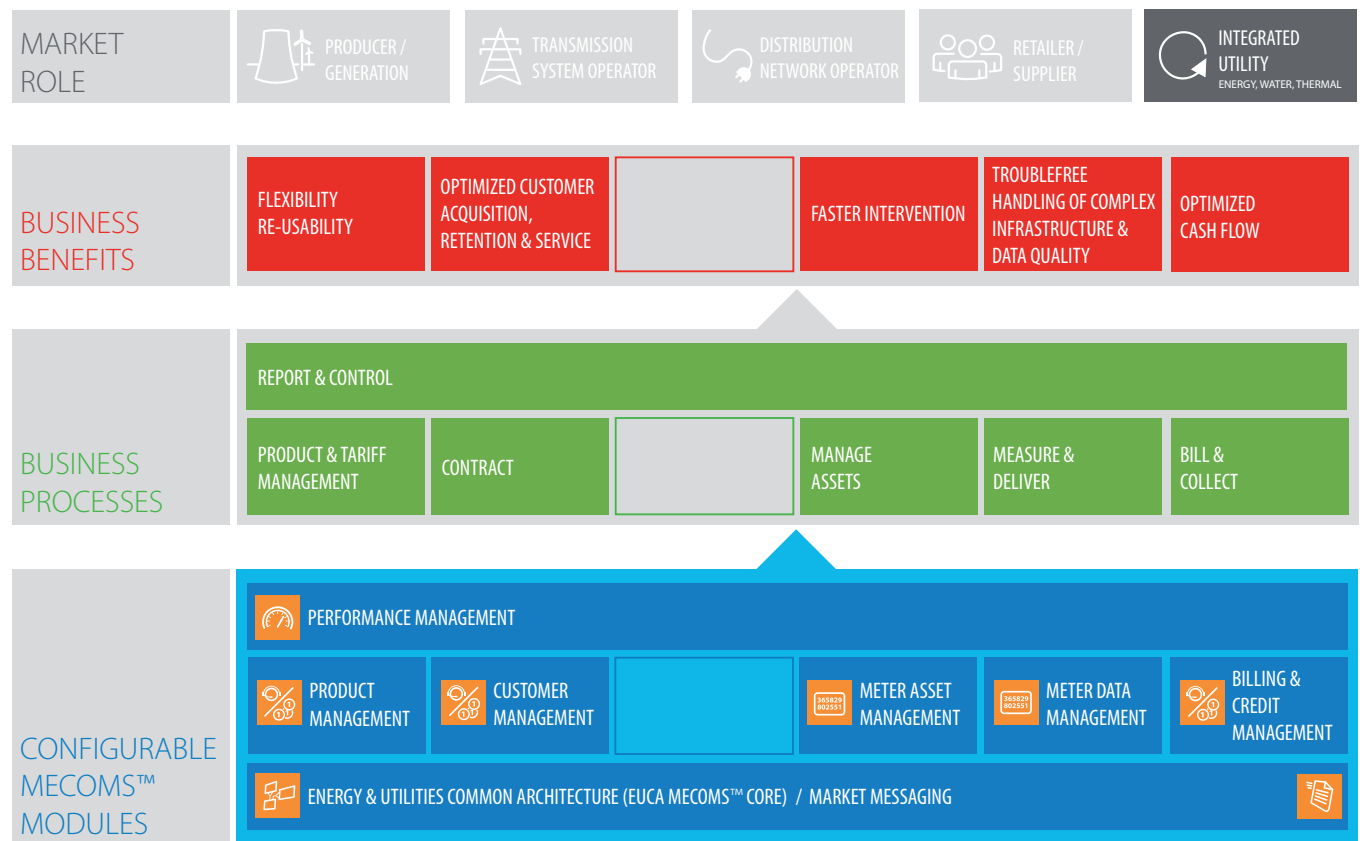 MARKET
ROLE
PRODUCER /
GENERATION
TRANSMISSION
SYSTEM OPERATOR
DISTRIBUTION
NETWORK OPERATOR
RETAILER /
SUPPLIER
INTEGRATED
UTILITY
ENERGY, WATER, THERMAL
BUSINESS
BENEFITS
FLEXIBILITY
RE-USABILITY
OPTIMIZED CUSTOMER
ACQUISITION,
RETENTION & SERVICE
FASTER INTERVENTION
TROUBLEFREE
HANDLING OF COMPLEX
INFRASTRUCTURE &
DATA QUALITY
OPTIMIZED
CASH FLOW
BUSINESS
PROCESSES
REPORT & CONTROL
PRODUCT & TARIFF
MANAGEMENT
CONTRACT
MANAGE
ASSETS
MEASURE &
DELIVER
BILL &
COLLECT
CONFIGURABLE
MECOMS™
MODULES
PERFORMANCE MANAGEMENT
PRODUCT
MANAGEMENT
CUSTOMER
MANAGEMENT
365829
802551
METER ASSET
MANAGEMENT
365829
802551
METER DATA
MANAGEMENT
BILLING &
CREDIT
MANAGEMENT
ENERGY & UTILITIES COMMON ARCHITECTURE (EUCA MECOMS™ CORE) / MARKET MESSAGING